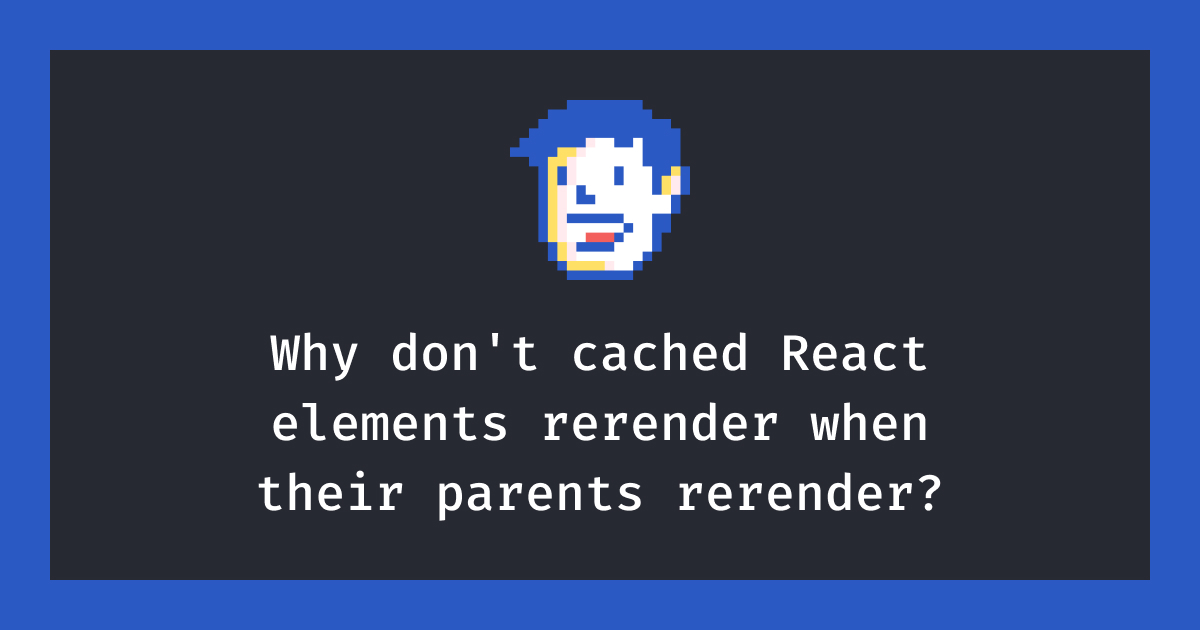 Why don't cached React
elements rerender when
their parents rerender?